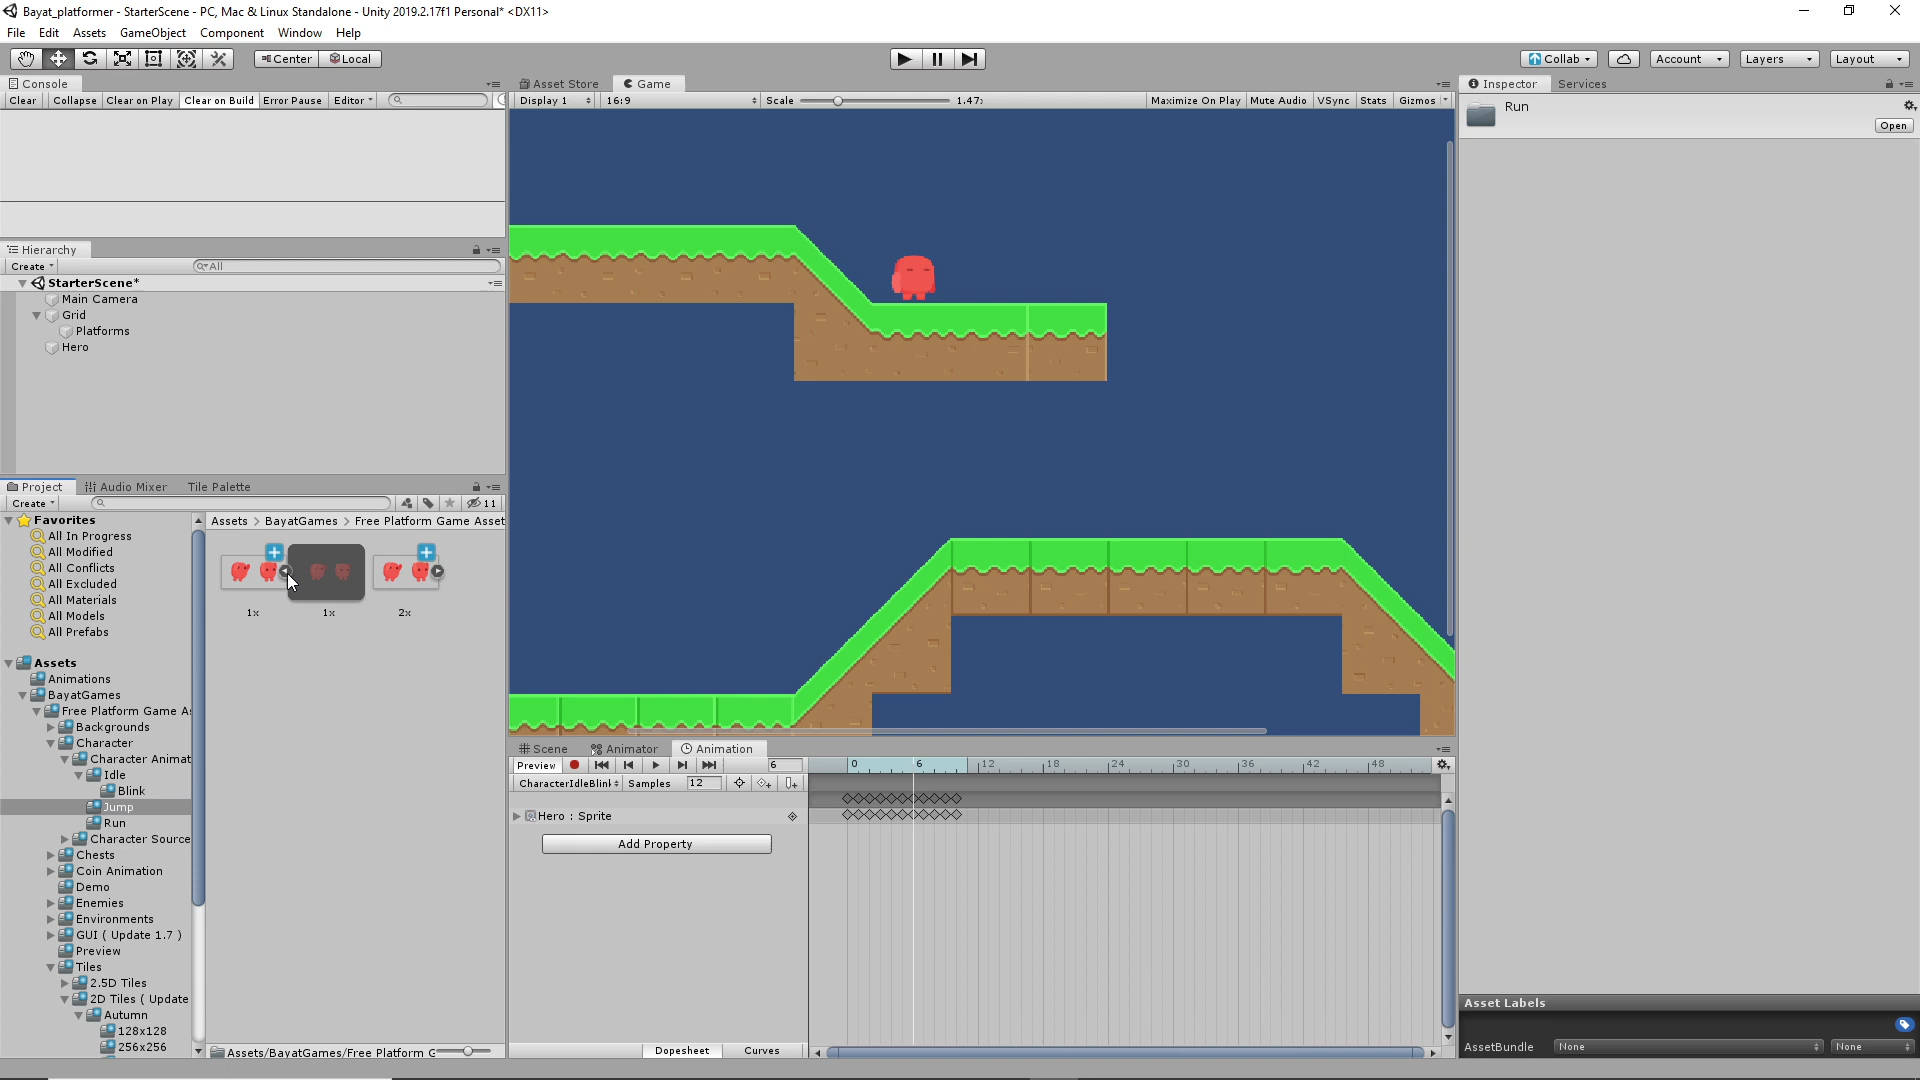 Bayat_platformer - StarterScene - PC, Mac & Linux Standalone - Unity 2019.2.17f1 Personal* <DX11>
File Edit Assets GameObject Component Window Help
Center Local Collab Account Layers Layout
Console Asset Store Game Inspector Services
Clear Collapse Clear on Play Clear on Build Error Pause Editor Display 1 16:9 Scale 1.47 Maximize On Play Mute Audio VSync Stats Gizmos
Run
Open
Hierarchy
Create All
StarterScene*
Main Camera
Grid
Platforms
Hero
Project Audio Mixer Tile Palette
Create 11
Favorites
All In Progress
All Modified
All Conflicts
All Excluded
All Materials
All Models
All Prefabs
Assets
Animations
BayatGames
Free Platform Game As
Backgrounds
Character
Character Animat
Idle
Blink
Jump
Run
Character Source
Chests
Coin Animation
Demo
Enemies
Environments
GUI ( Update 1.7 )
Preview
Tiles
2.5D Tiles
2D Tiles ( Update
Autumn
128x128
256x256
Assets > BayatGames > Free Platform Game Asset
1x 1x 2x
Assets/BayatGames/Free Platform G
Scene Animator Animation
Preview 6 0 6 12 18 24 30 36 42 48
CharacterIdleBlink Samples 12
Hero : Sprite
Add Property
Dopesheet Curves
Asset Labels
AssetBundle None None